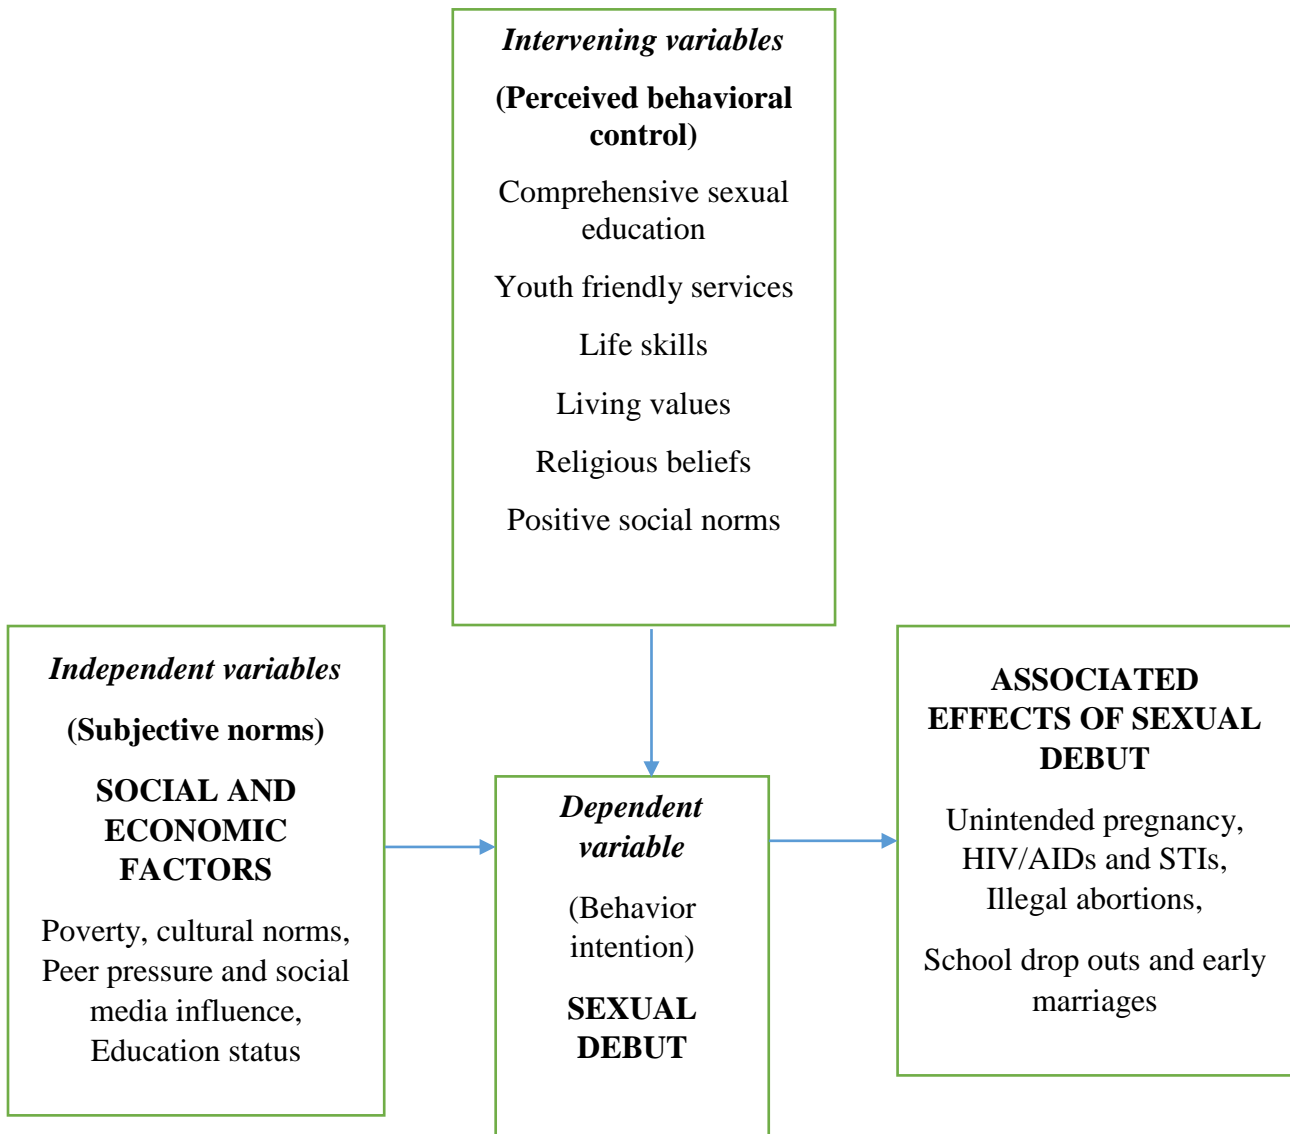 Intervening variables
(Perceived behavioral
control)
Comprehensive sexual
education
Youth friendly services
Life skills
Living values
Religious beliefs
Positive social norms
Independent variables
(Subjective norms)
SOCIAL AND
ECONOMIC
FACTORS
Poverty, cultural norms,
Peer pressure and social
media influence,
Education status
Dependent
variable
(Behavior
intention)
SEXUAL
DEBUT
ASSOCIATED
EFFECTS OF SEXUAL
DEBUT
Unintended pregnancy,
HIV/AIDs and STIs,
Illegal abortions,
School drop outs and early
marriages